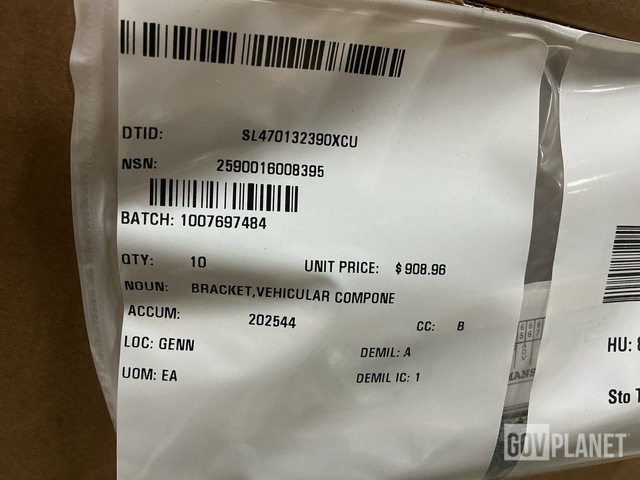 DTID: SL470132390XCU
NSN: 2590016008395
BATCH: 1007697484
QTY: 10 UNIT PRICE: $908.96
NOUN: BRACKET,VEHICULAR COMPONE
ACCUM: 202544 CC: B
LOC: GENN DEMIL: A
UOM: EA DEMIL IC: 1
HU:
Sto
GOVPLANET